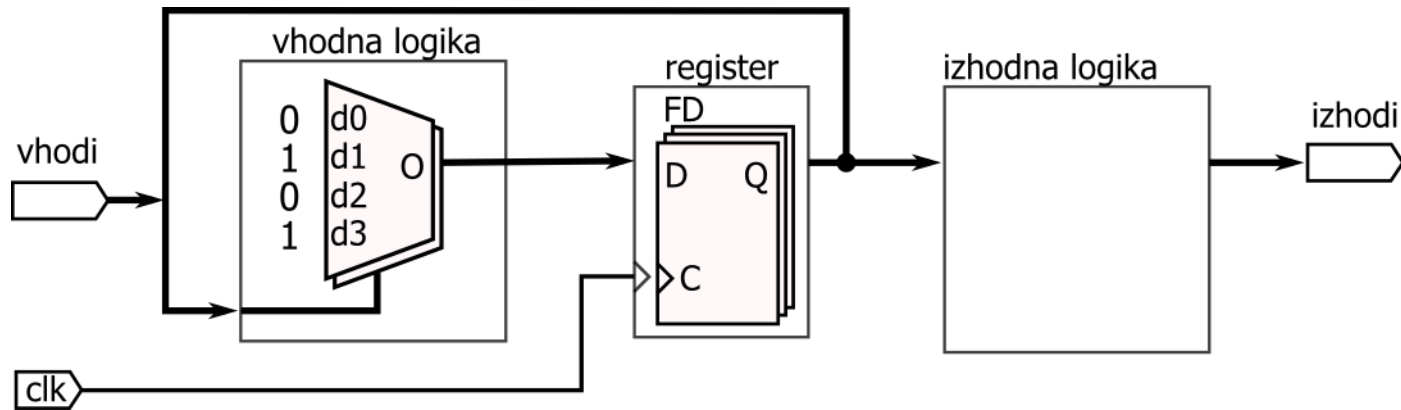 vhodna logika
register
izhodna logika
FD
izhodi
vhodi
0 d0
1 d1
0 d2
1 d3
O
D Q
C
clk